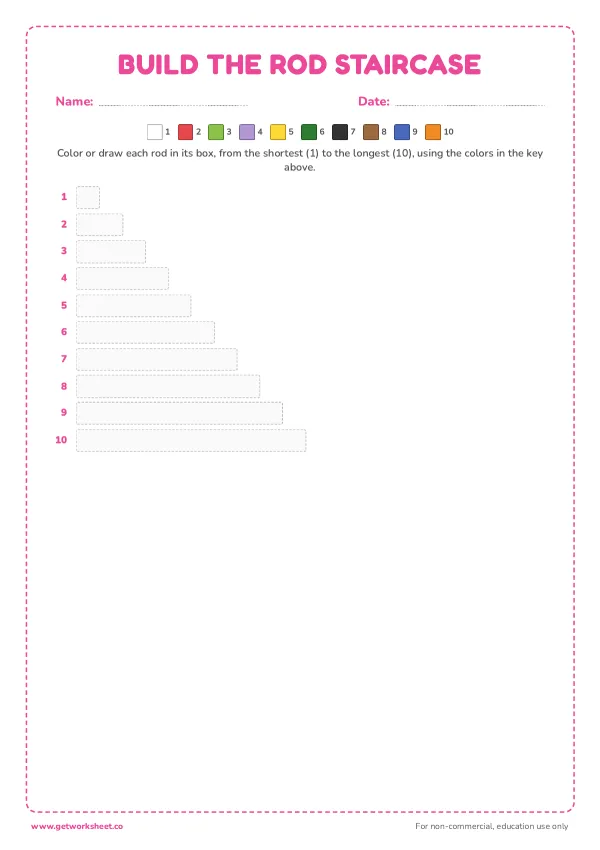 BUILD THE ROD STAIRCASE
Name: Date:
1 2 3 4 5 6 7 8 9 10
Color or draw each rod in its box, from the shortest (1) to the longest (10), using the colors in the key
above.
1
2
3
4
5
6
7
8
9
10
www.getworksheet.co For non-commercial, education use only